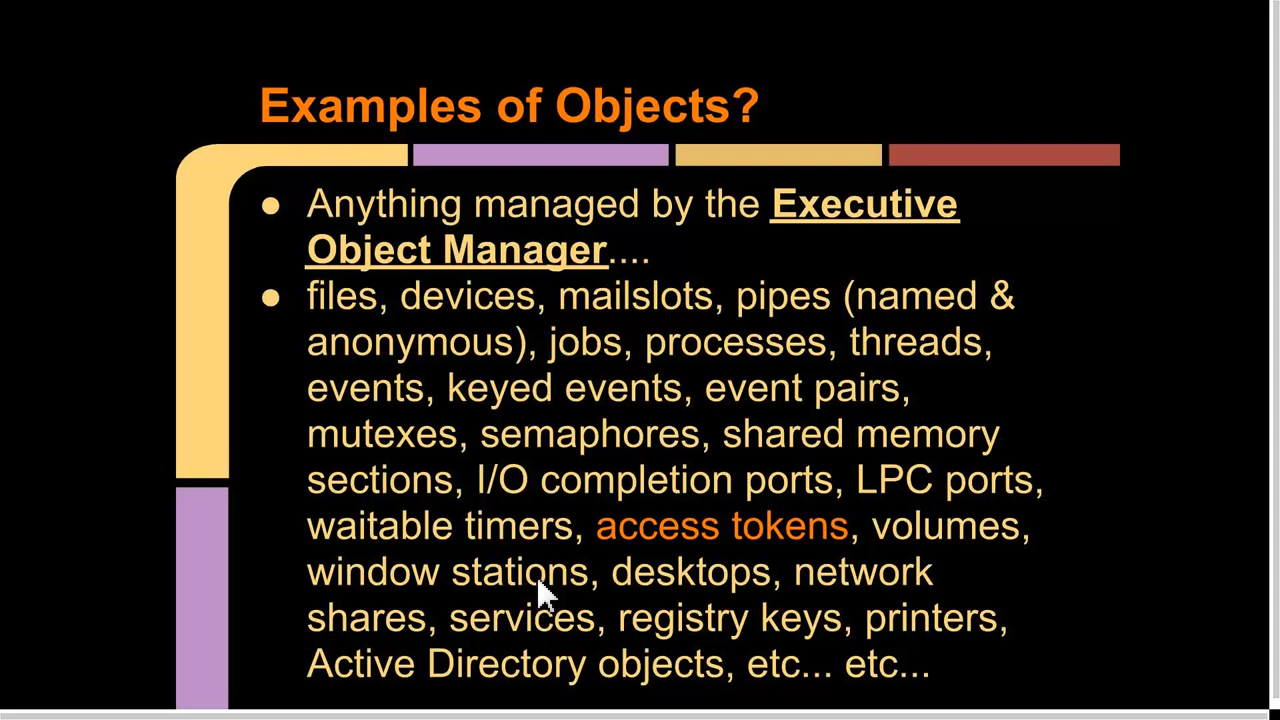 Examples of Objects?
● Anything managed by the Executive
Object Manager....
● files, devices, mailslots, pipes (named &
anonymous), jobs, processes, threads,
events, keyed events, event pairs,
mutexes, semaphores, shared memory
sections, I/O completion ports, LPC ports,
waitable timers, access tokens, volumes,
window stations, desktops, network
shares, services, registry keys, printers,
Active Directory objects, etc... etc...